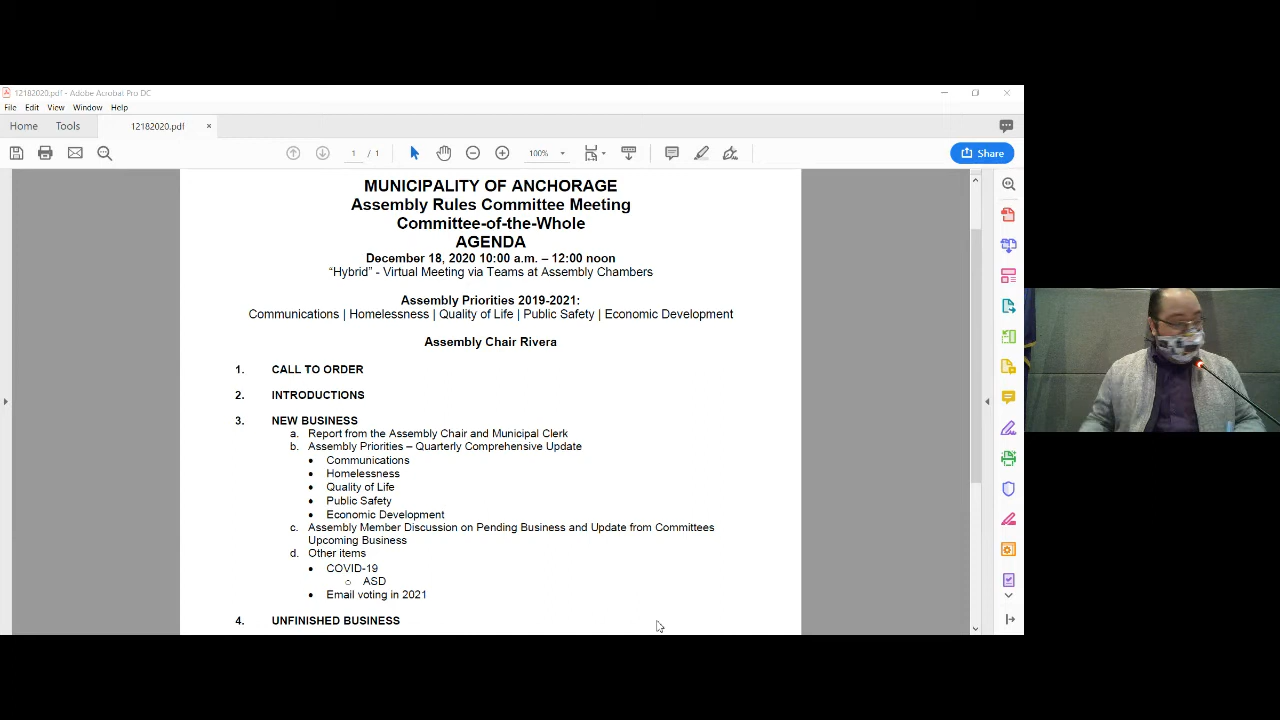 12182020.pdf - Adobe Acrobat Pro DC
File Edit View Window Help
Home Tools 12182020.pdf ×
1 / 1 100% Share
MUNICIPALITY OF ANCHORAGE
Assembly Rules Committee Meeting
Committee-of-the-Whole
AGENDA
December 18, 2020 10:00 a.m. – 12:00 noon
“Hybrid” - Virtual Meeting via Teams at Assembly Chambers
Assembly Priorities 2019-2021:
Communications | Homelessness | Quality of Life | Public Safety | Economic Development
Assembly Chair Rivera
1. CALL TO ORDER
2. INTRODUCTIONS
3. NEW BUSINESS
a. Report from the Assembly Chair and Municipal Clerk
b. Assembly Priorities – Quarterly Comprehensive Update
• Communications
• Homelessness
• Quality of Life
• Public Safety
• Economic Development
c. Assembly Member Discussion on Pending Business and Update from Committees
Upcoming Business
d. Other items
• COVID-19
o ASD
• Email voting in 2021
4. UNFINISHED BUSINESS